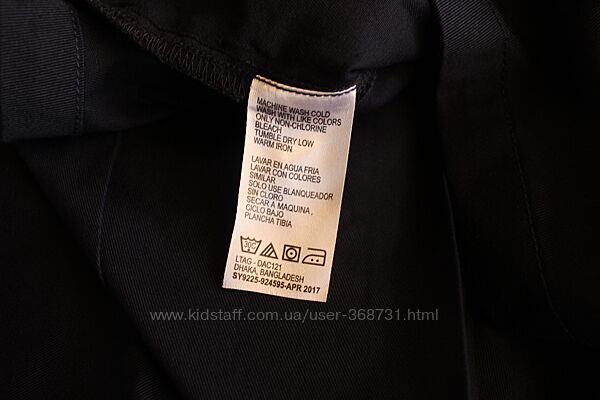 MACHINE WASH COLD
WASH WITH LIKE COLORS
ONLY NON-CHLORINE
BLEACH
TUMBLE DRY LOW
WARM IRON
LAVAR EN AGUA FRIA
LAVAR CON COLORES
SIMILAR
SOLO USE BLANQUEADOR
SIN CLORO
SECAR A MAQUINA,
CICLO BAJO
PLANCHA TIBIA
30C
LTAG - DAC121
DHAKA, BANGLADESH
SY9225-924595-APR 2017
www.kidstaff.com.ua/user-368731.html